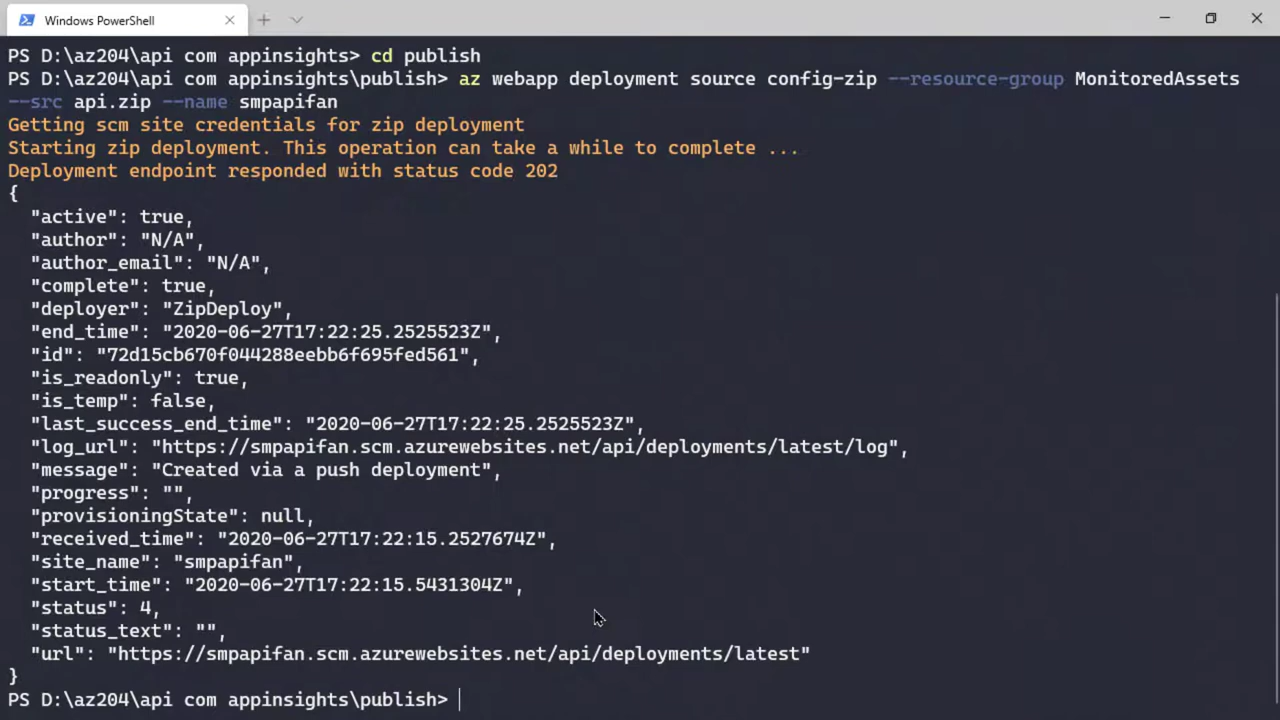 Windows PowerShell
PS D:\az204\api com appinsights> cd publish
PS D:\az204\api com appinsights\publish> az webapp deployment source config-zip --resource-group MonitoredAssets
--src api.zip --name smpapifan
Getting scm site credentials for zip deployment
Starting zip deployment. This operation can take a while to complete ...
Deployment endpoint responded with status code 202
{
  "active": true,
  "author": "N/A",
  "author_email": "N/A",
  "complete": true,
  "deployer": "ZipDeploy",
  "end_time": "2020-06-27T17:22:25.2525523Z",
  "id": "72d15cb670f044288eebb6f695fed561",
  "is_readonly": true,
  "is_temp": false,
  "last_success_end_time": "2020-06-27T17:22:25.2525523Z",
  "log_url": "https://smpapifan.scm.azurewebsites.net/api/deployments/latest/log",
  "message": "Created via a push deployment",
  "progress": "",
  "provisioningState": null,
  "received_time": "2020-06-27T17:22:15.2527674Z",
  "site_name": "smpapifan",
  "start_time": "2020-06-27T17:22:15.5431304Z",
  "status": 4,
  "status_text": "",
  "url": "https://smpapifan.scm.azurewebsites.net/api/deployments/latest"
}
PS D:\az204\api com appinsights\publish>